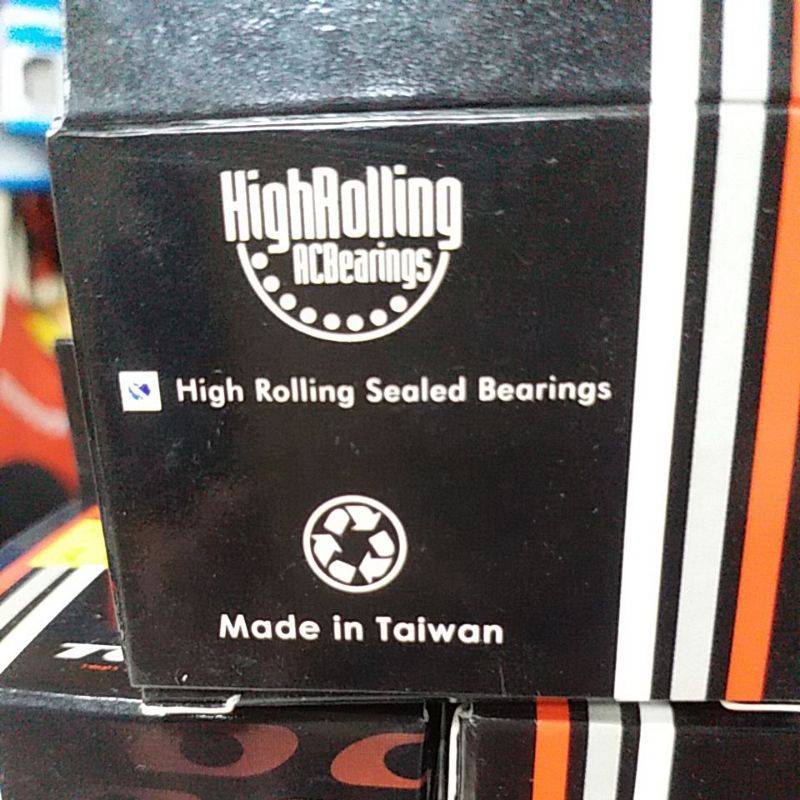 HighRolling
ACBearings
High Rolling Sealed Bearings
Made in Taiwan